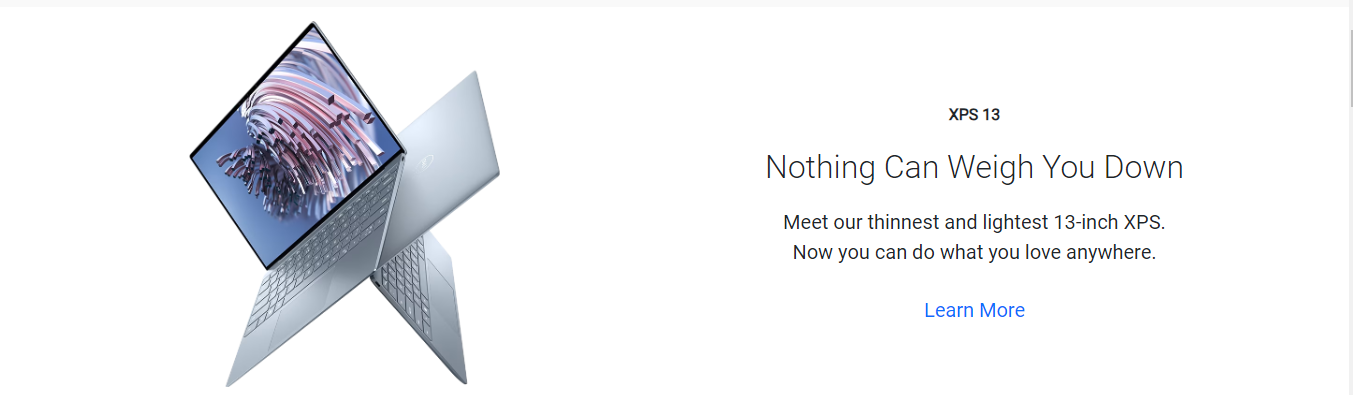 XPS 13
Nothing Can Weigh You Down
Meet our thinnest and lightest 13-inch XPS.
Now you can do what you love anywhere.
Learn More